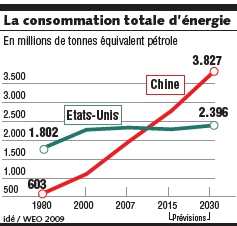 La consommation totale d'énergie
En millions de tonnes équivalent pétrole
3.827
3.500
Chine
3.000
2.500
Etats-Unis
2.396
2.000
1.802
1.500
1.000
603
500
1980 2000 2007 2015 2030
Prévisions
idé / WEO 2009